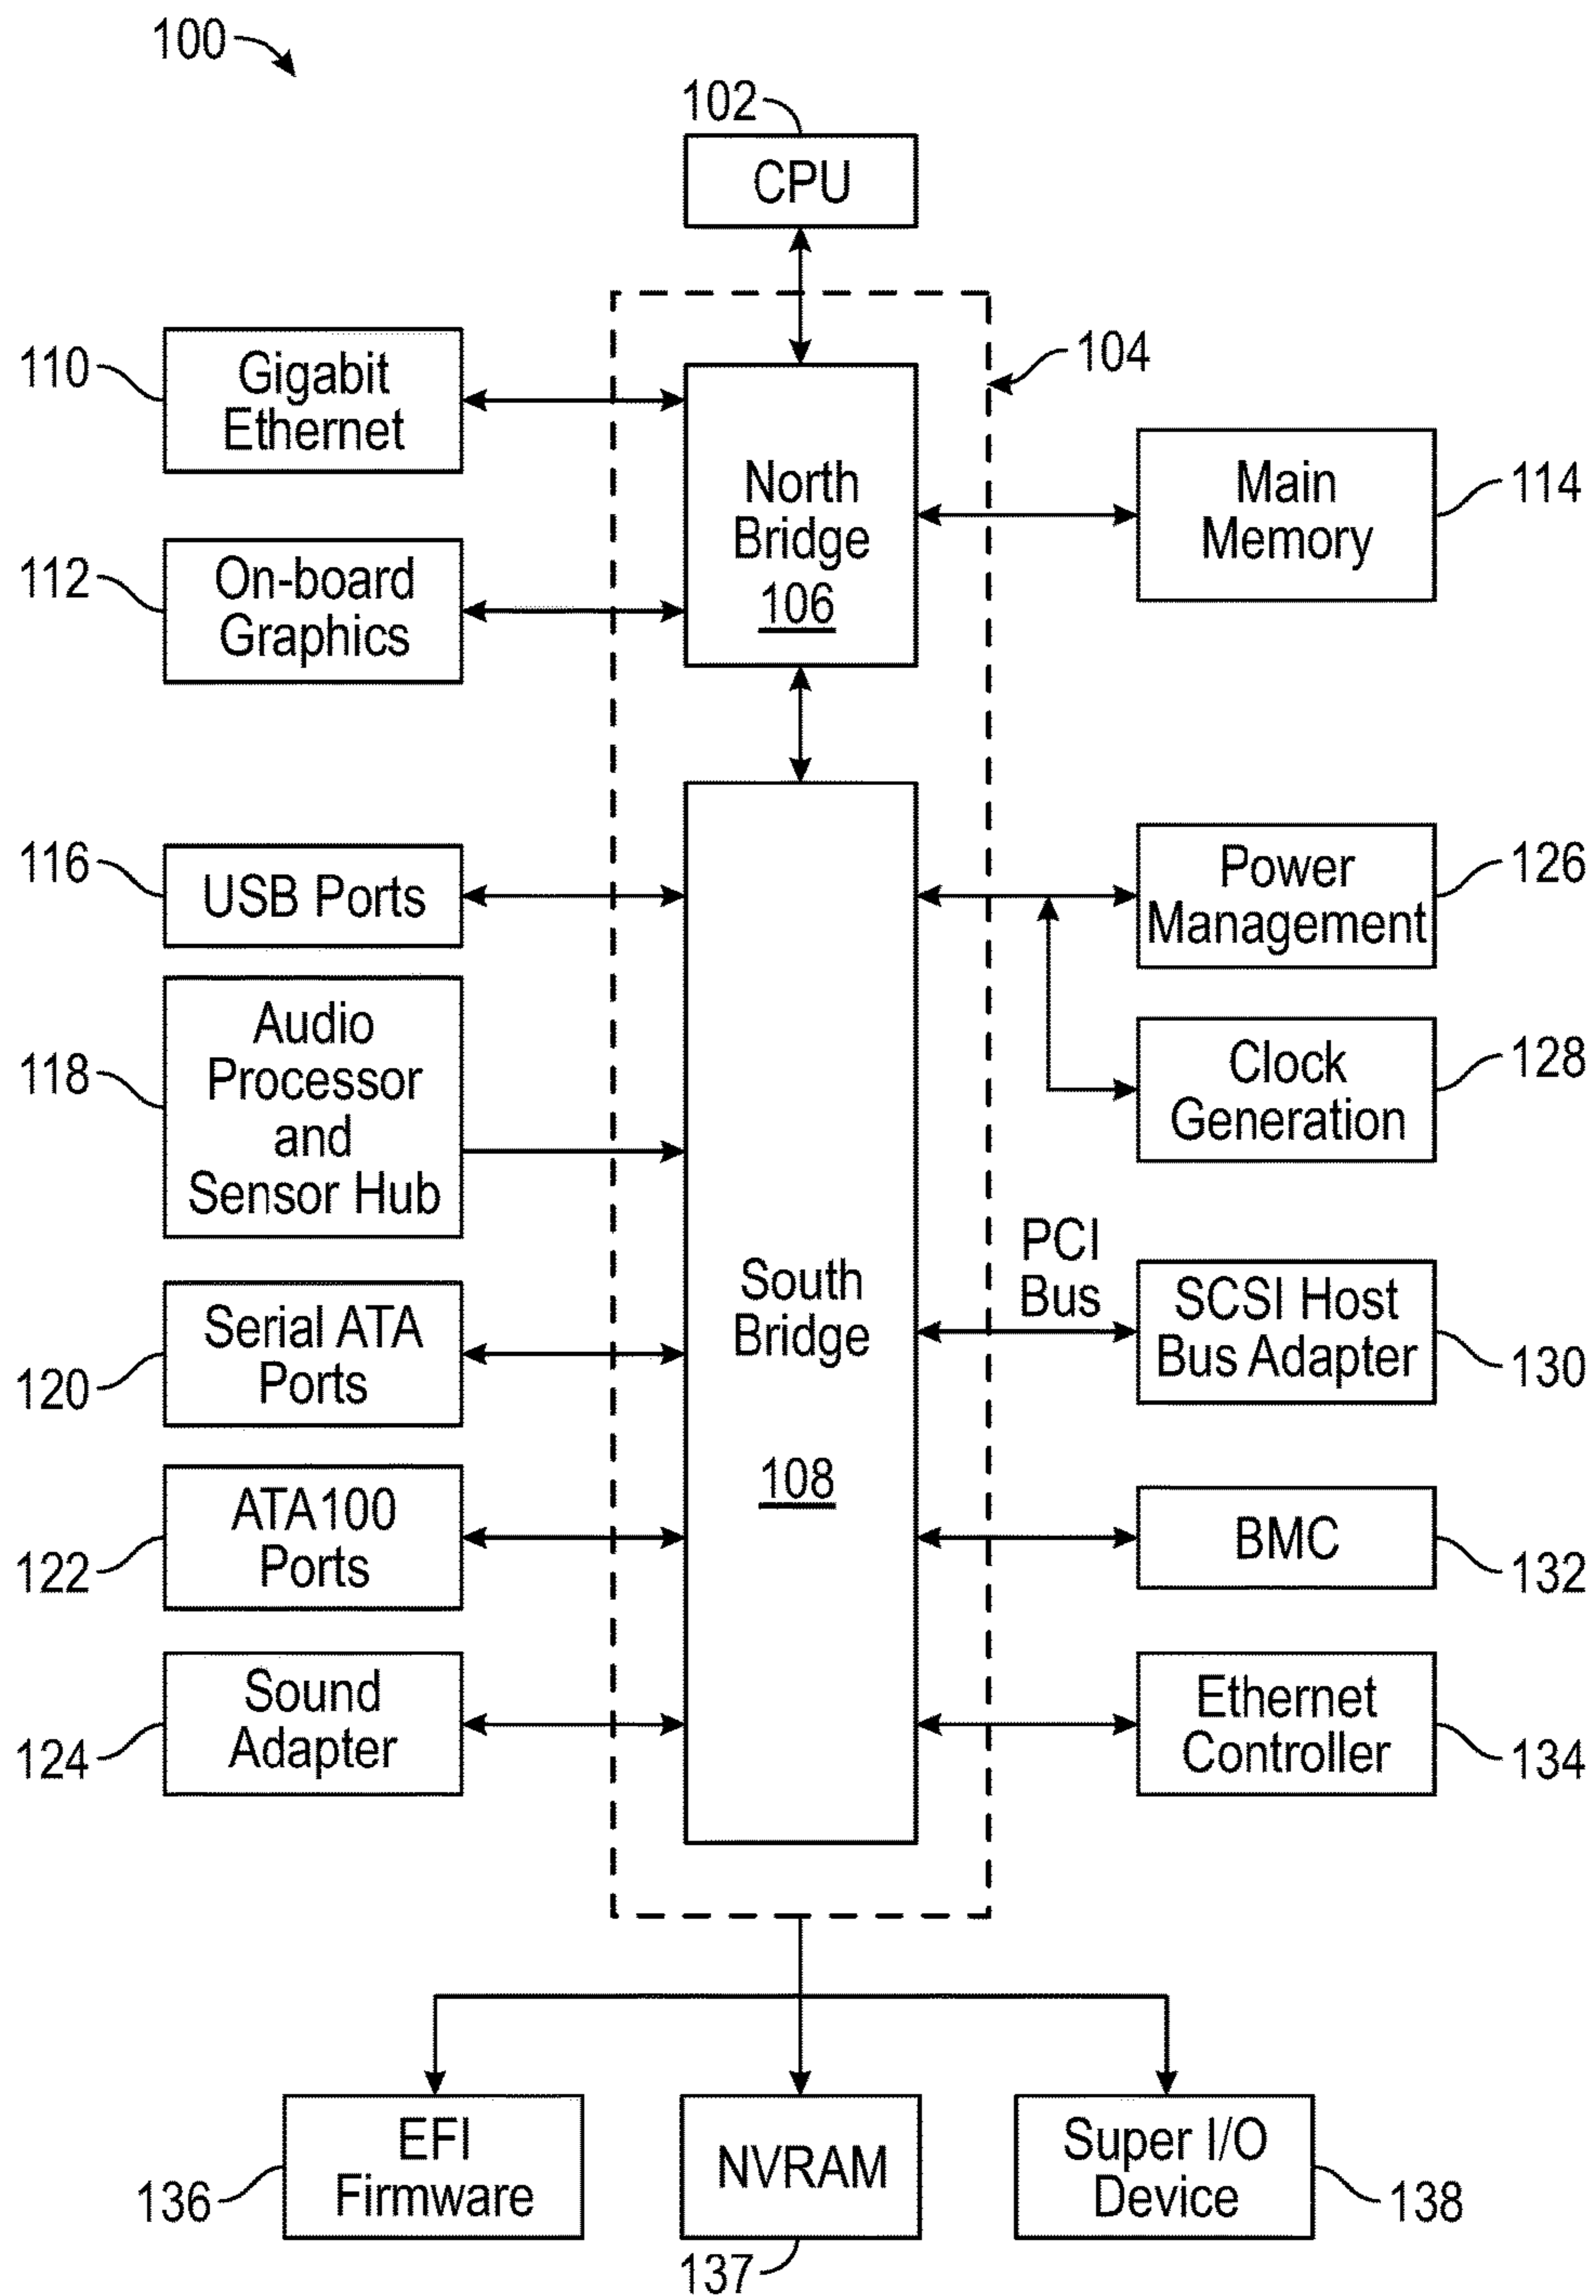 100
102
CPU
104
110
Gigabit
Ethernet
North
Bridge
106
Main
Memory
114
112
On-board
Graphics
116
USB Ports
Power
Management
126
118
Audio
Processor
and
Sensor Hub
Clock
Generation
128
South
Bridge
108
PCI
Bus
SCSI Host
Bus Adapter
130
120
Serial ATA
Ports
122
ATA100
Ports
BMC
132
124
Sound
Adapter
Ethernet
Controller
134
136
EFI
Firmware
NVRAM
137
Super I/O
Device
138